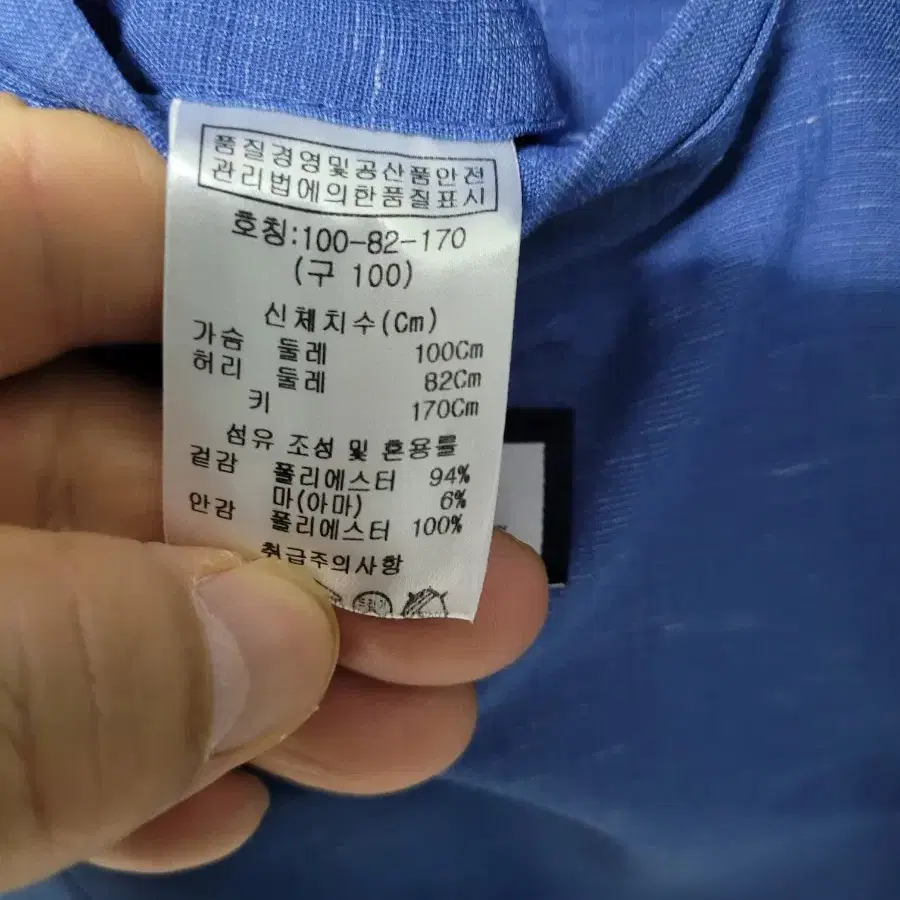 품질경영및공산품안전
관리법에의한품질표시
호칭:100-82-170
(구 100)
신체치수(Cm)
가슴 둘레 100Cm
허리 둘레 82Cm
키 170Cm
섬유 조성 및 혼용률
겉감 폴리에스터 94%
마(아마) 6%
안감 폴리에스터 100%
취급주의사항